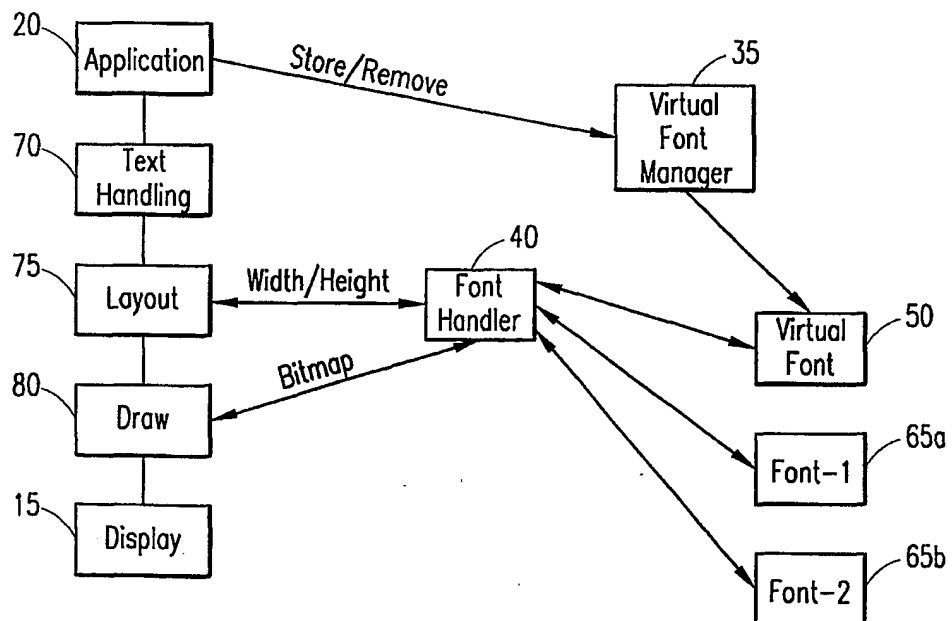 20
Application
Store/Remove
35
Virtual
Font
Manager
70
Text
Handling
75
Layout
Width/Height
40
Font
Handler
50
Virtual
Font
80
Draw
Bitmap
65a
Font-1
15
Display
65b
Font-2